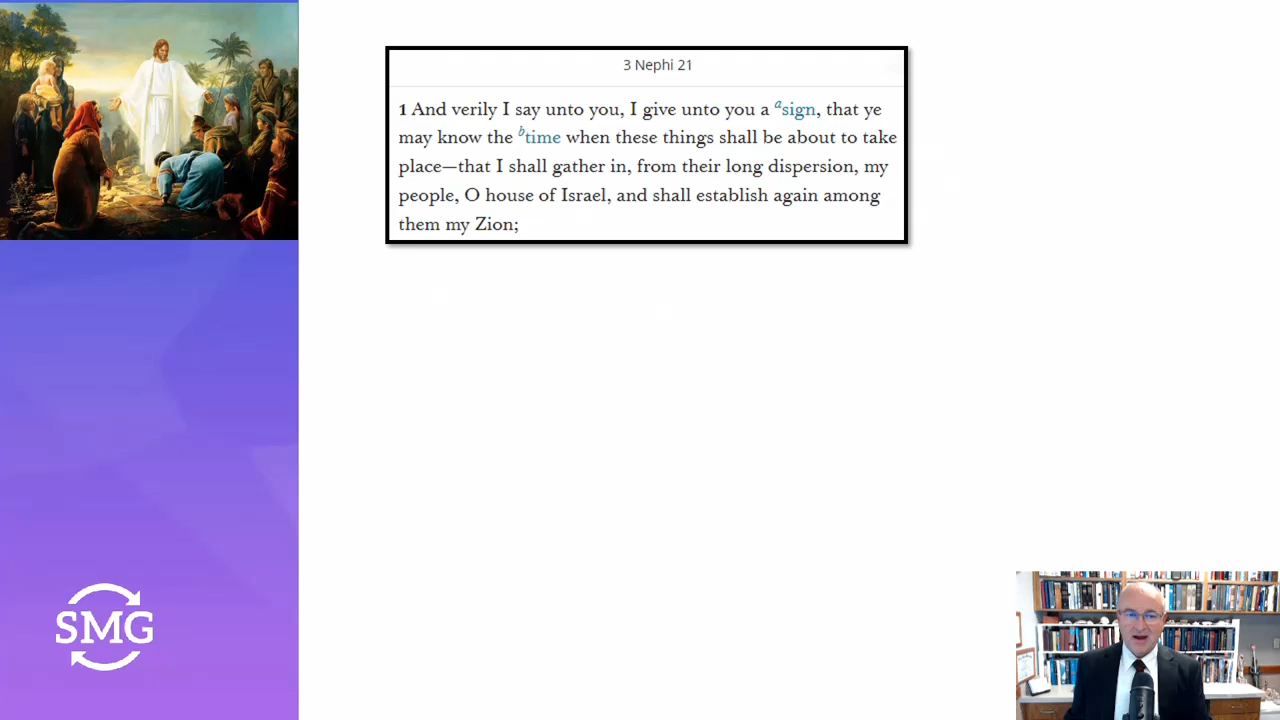 3 Nephi 21
1 And verily I say unto you, I give unto you a ᵃsign, that ye
may know the ᵇtime when these things shall be about to take
place—that I shall gather in, from their long dispersion, my
people, O house of Israel, and shall establish again among
them my Zion;
SMG